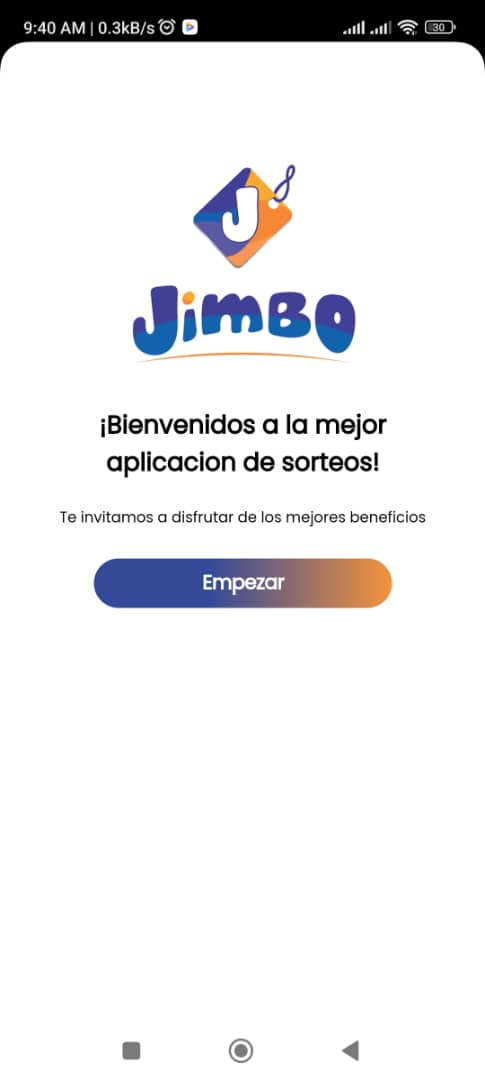 9:40 AM | 0.3kB/s
30
J
JimBO
¡Bienvenidos a la mejor
aplicacion de sorteos!
Te invitamos a disfrutar de los mejores beneficios
Empezar